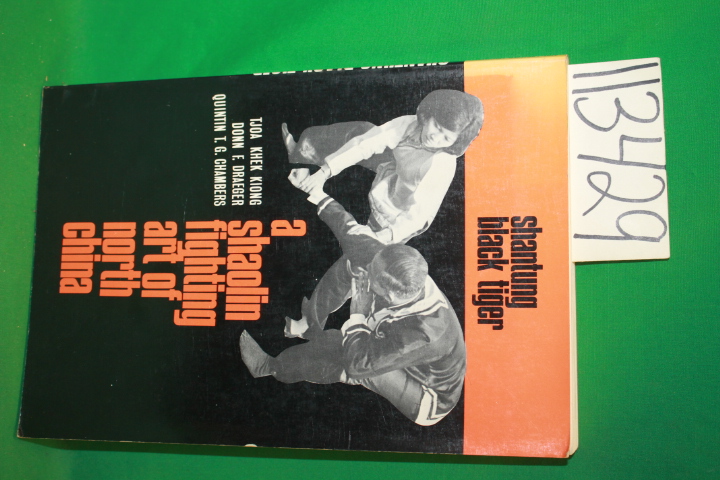 shantung
black tiger
TJOA KHEK KIONG
DONN F. DRAEGER
QUINTIN T. G. CHAMBERS
a
shaolin
fighting
art of
north
china
113429